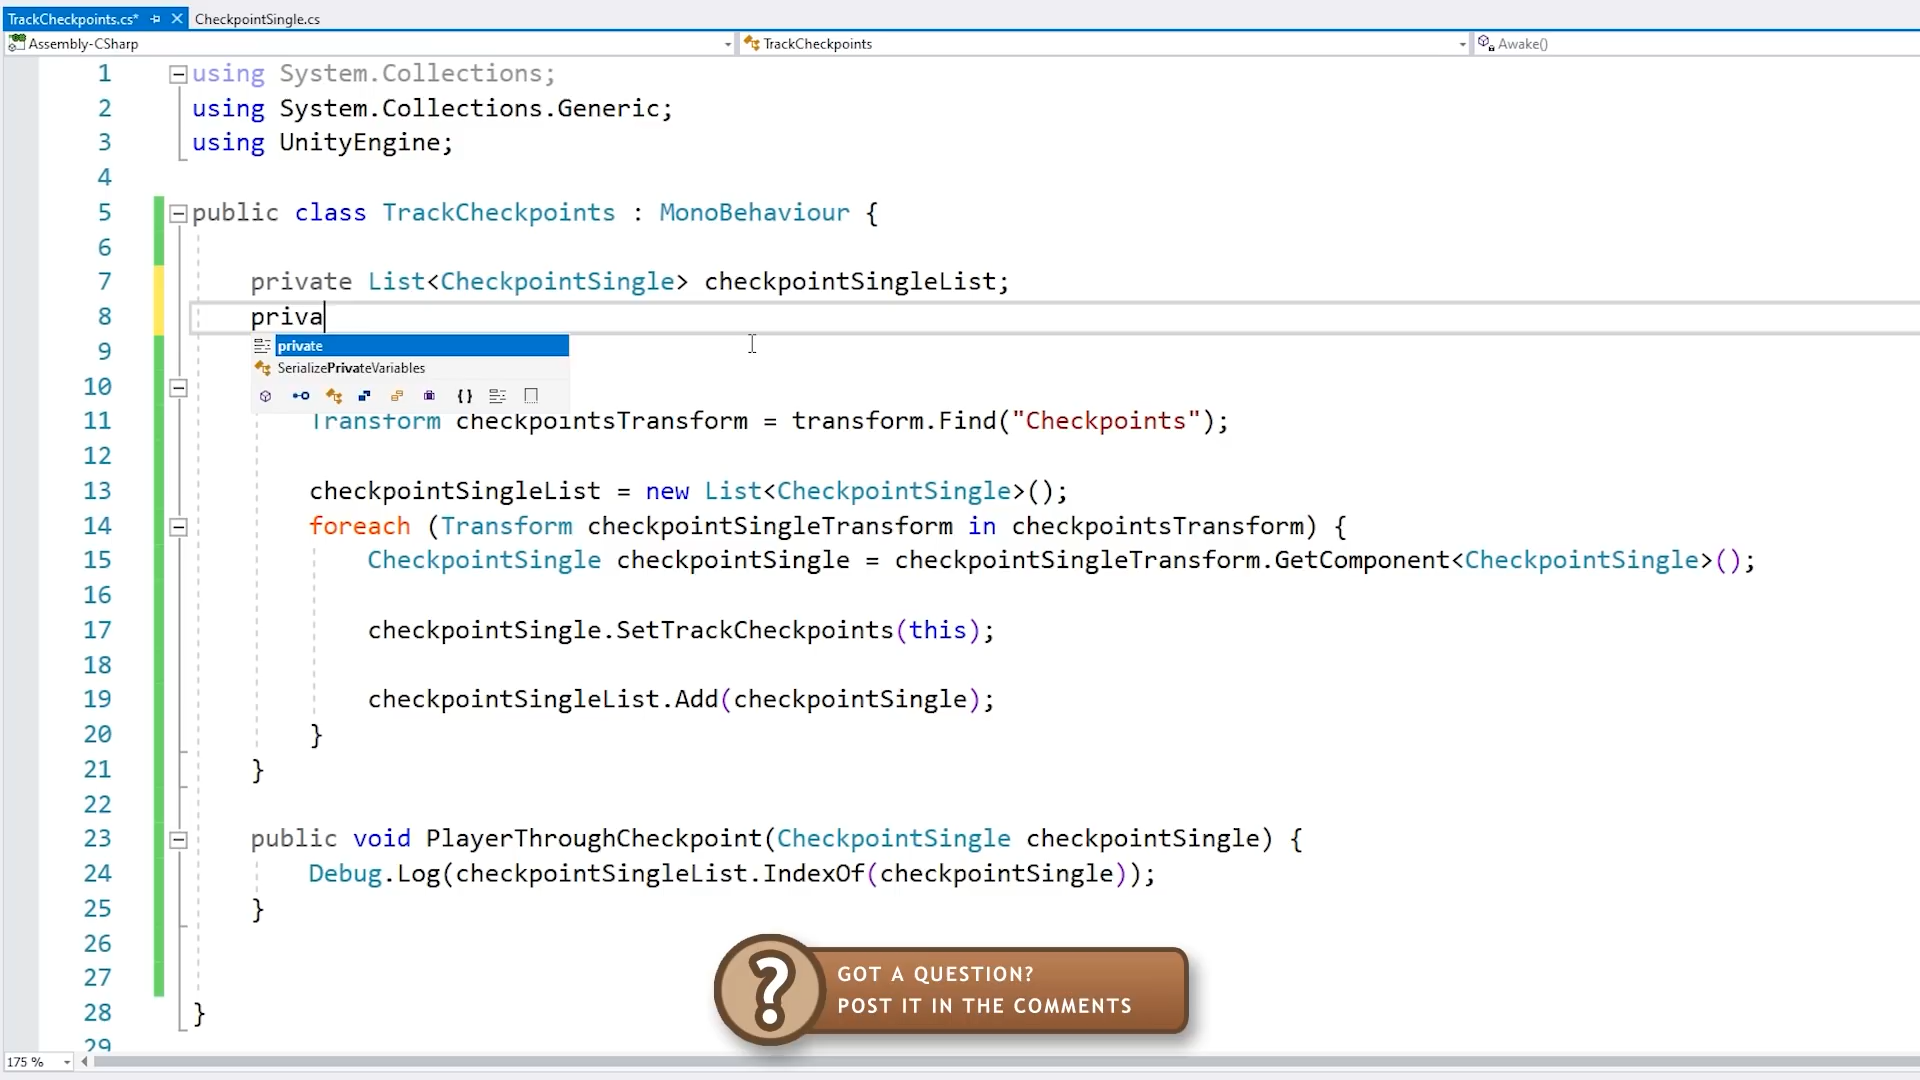 TrackCheckpoints.cs*
CheckpointSingle.cs
Assembly-CSharp
TrackCheckpoints
Awake()
1 using System.Collections;
2 using System.Collections.Generic;
3 using UnityEngine;
4
5 public class TrackCheckpoints : MonoBehaviour {
6
7 private List<CheckpointSingle> checkpointSingleList;
8 priva
private
9
SerializePrivateVariables
10
{}
11 Transform checkpointsTransform = transform.Find("Checkpoints");
12
13 checkpointSingleList = new List<CheckpointSingle>();
14 foreach (Transform checkpointSingleTransform in checkpointsTransform) {
15 CheckpointSingle checkpointSingle = checkpointSingleTransform.GetComponent<CheckpointSingle>();
16
17 checkpointSingle.SetTrackCheckpoints(this);
18
19 checkpointSingleList.Add(checkpointSingle);
20 }
21 }
22
23 public void PlayerThroughCheckpoint(CheckpointSingle checkpointSingle) {
24 Debug.Log(checkpointSingleList.IndexOf(checkpointSingle));
25 }
26
27
28 }
29
?
GOT A QUESTION?
POST IT IN THE COMMENTS
175 %